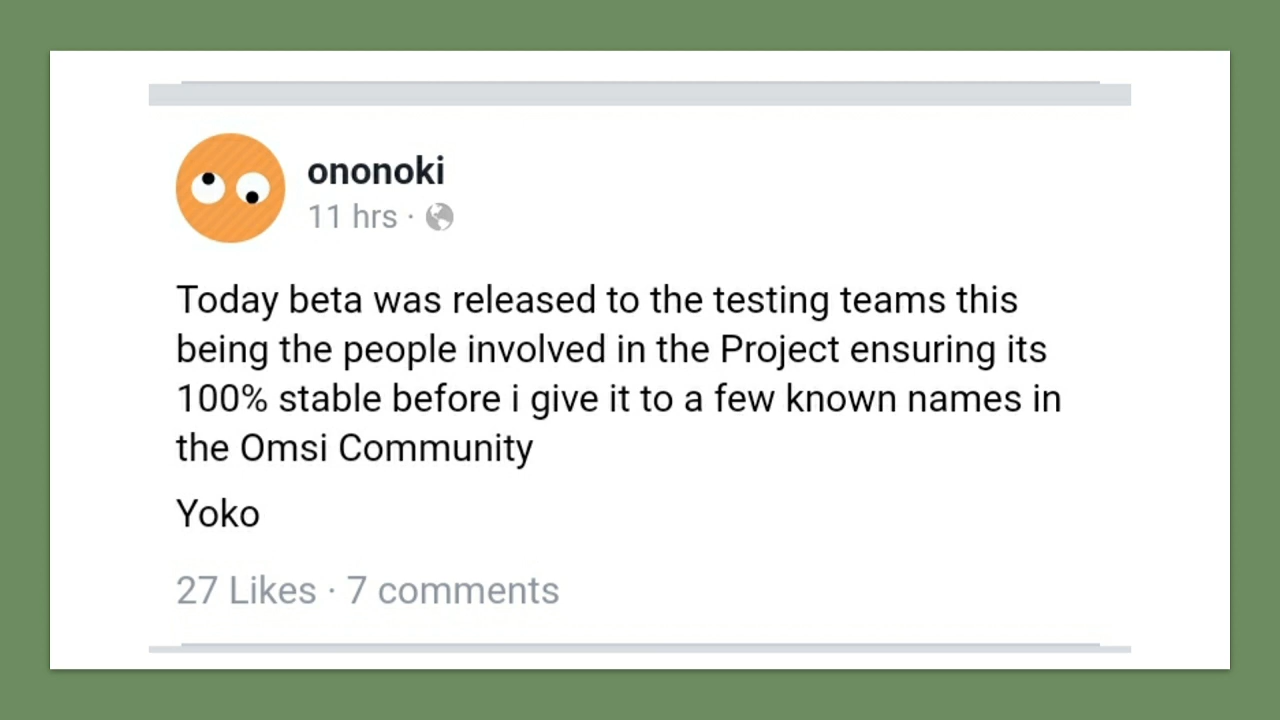 ononoki
11 hrs ·
Today beta was released to the testing teams this
being the people involved in the Project ensuring its
100% stable before i give it to a few known names in
the Omsi Community
Yoko
27 Likes · 7 comments